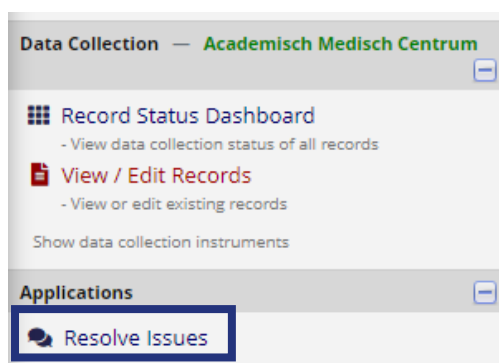 Data Collection — Academisch Medisch Centrum
Record Status Dashboard
- View data collection status of all records
View / Edit Records
- View or edit existing records
Show data collection instruments
Applications
Resolve Issues